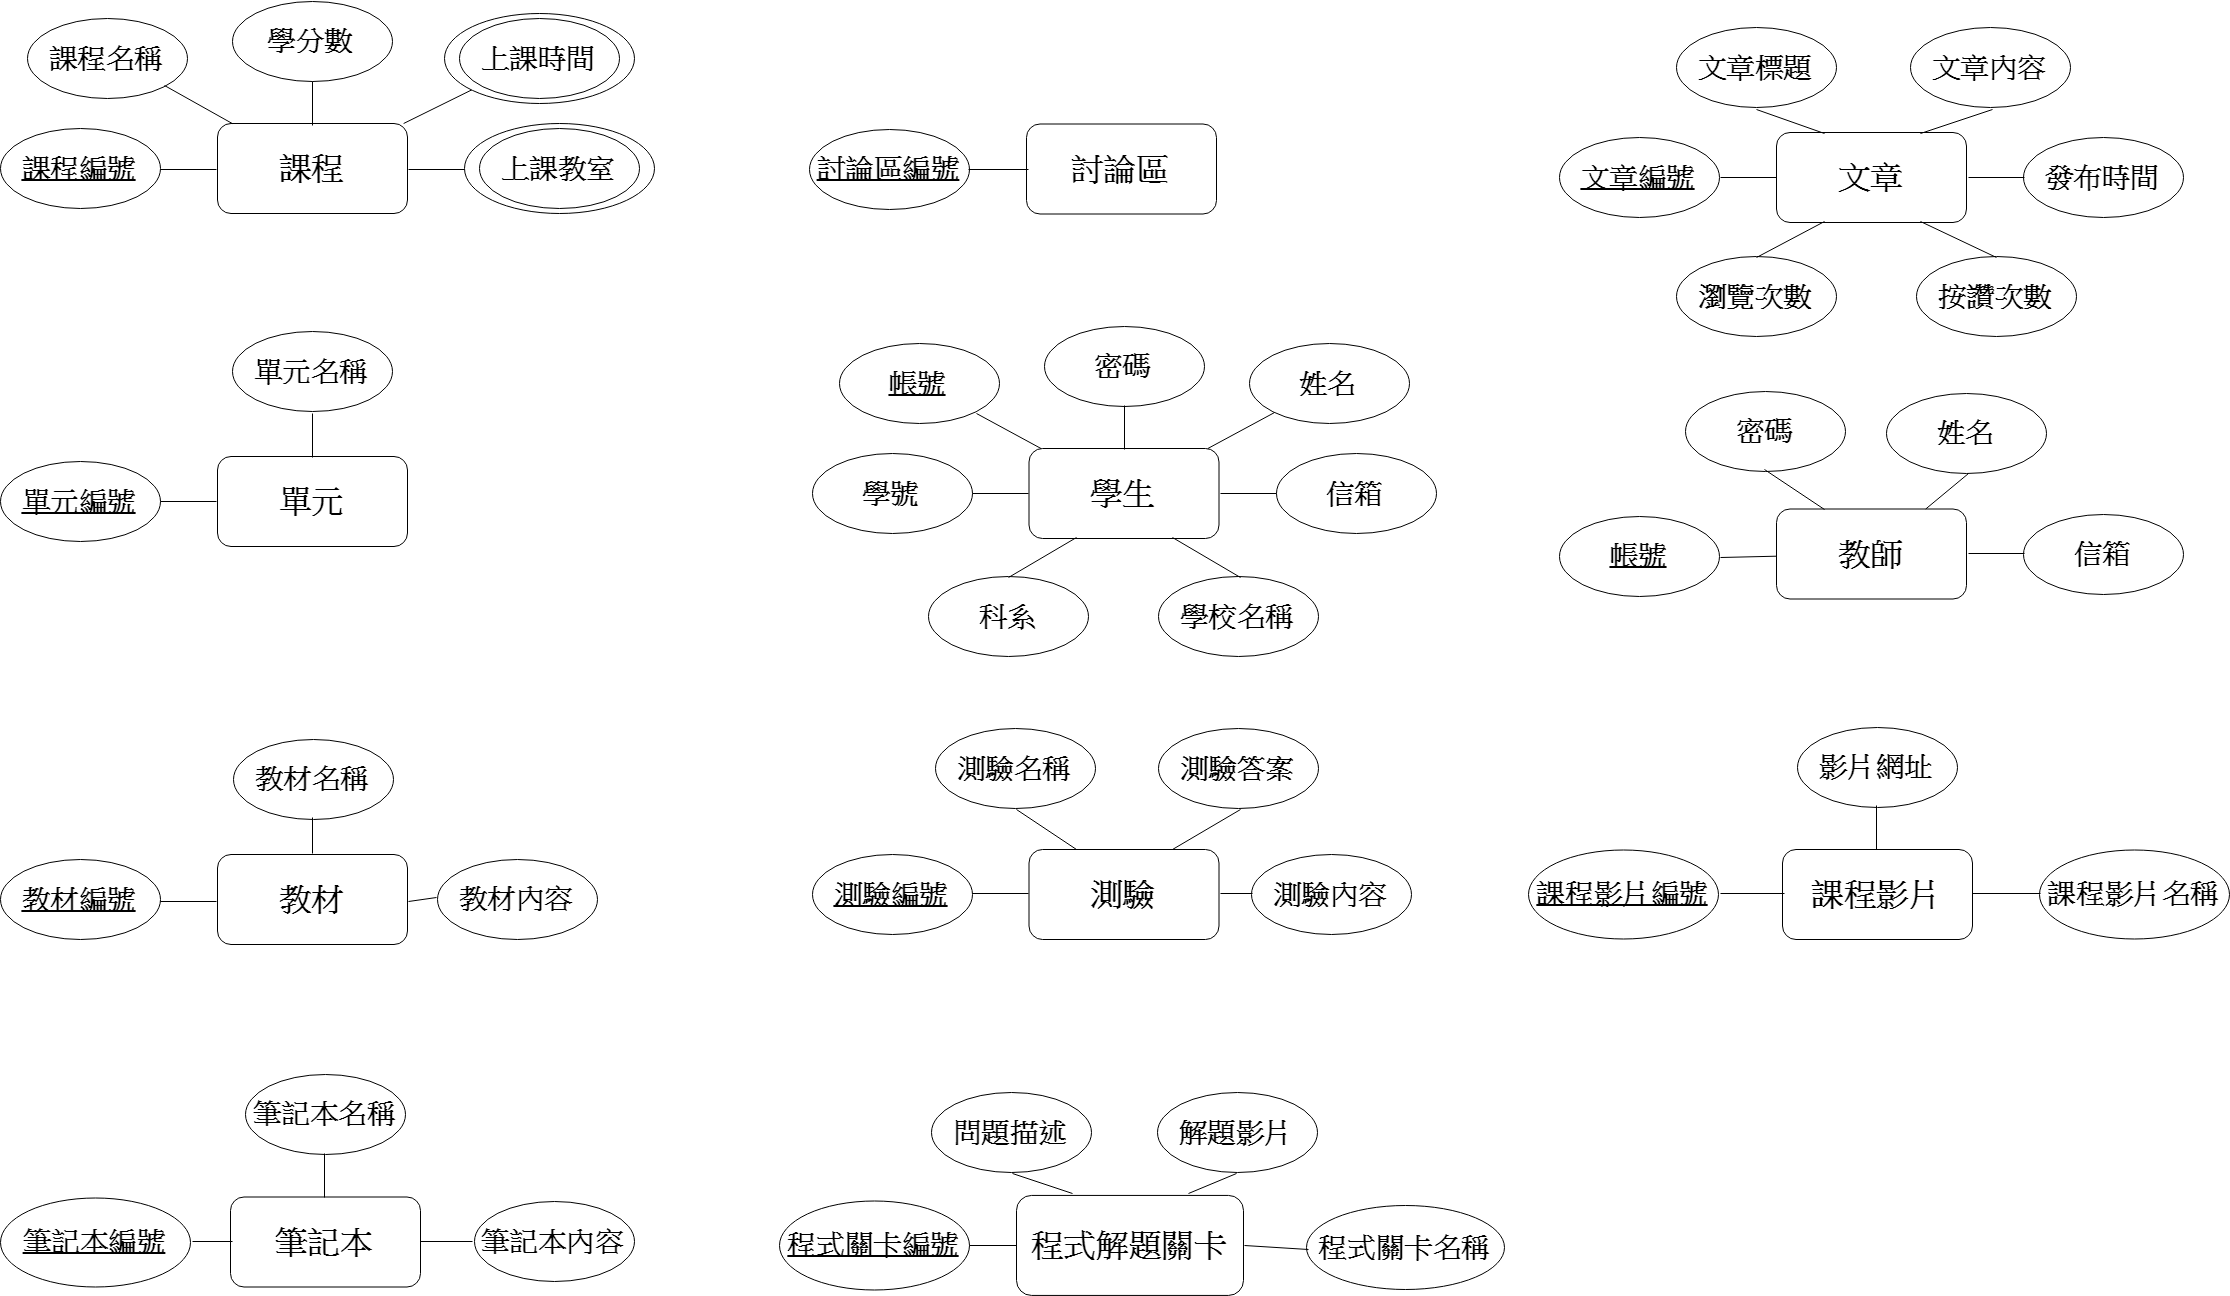 課程名稱
學分數
上課時間
課程編號
課程
上課教室
討論區編號
討論區
文章標題
文章內容
文章編號
文章
發布時間
瀏覽次數
按讚次數
單元名稱
單元編號
單元
帳號
密碼
姓名
學號
學生
信箱
科系
學校名稱
密碼
姓名
帳號
教師
信箱
教材名稱
教材編號
教材
教材內容
測驗名稱
測驗答案
測驗編號
測驗
測驗內容
影片網址
課程影片編號
課程影片
課程影片名稱
筆記本名稱
筆記本編號
筆記本
筆記本內容
問題描述
解題影片
程式關卡編號
程式解題關卡
程式關卡名稱